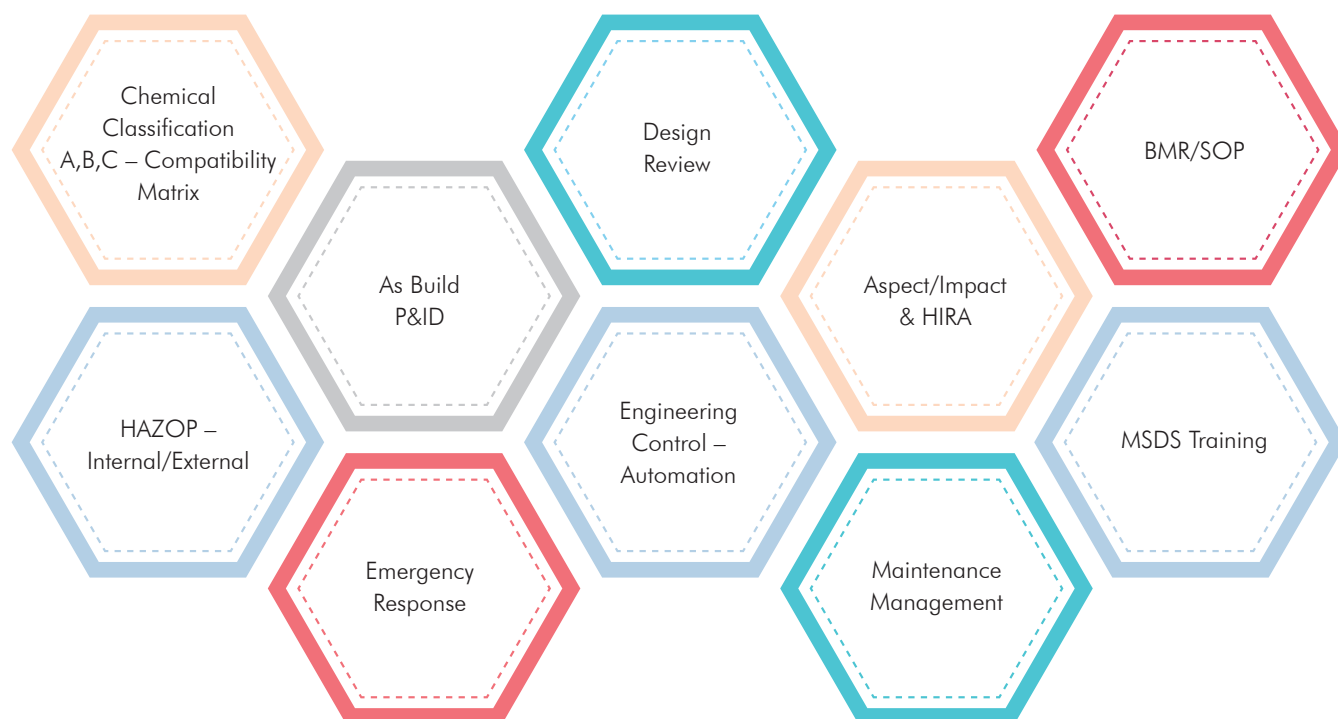 Chemical
Classification
A,B,C – Compatibility
Matrix
Design
Review
BMR/SOP
As Build
P&ID
Aspect/Impact
& HIRA
HAZOP –
Internal/External
Engineering
Control –
Automation
MSDS Training
Emergency
Response
Maintenance
Management